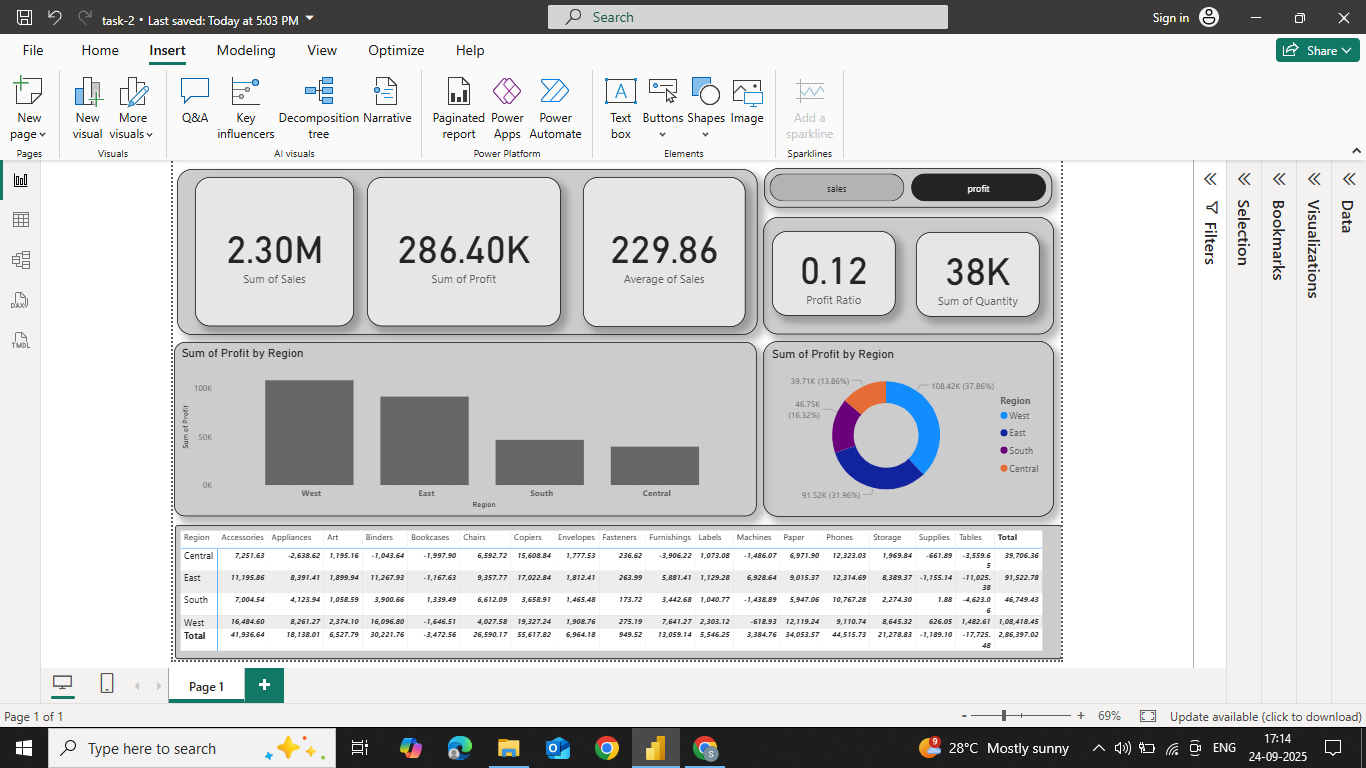 task-2 • Last saved: Today at 5:03 PM
Search
Sign in
File Home Insert Modeling View Optimize Help
Share
New page
New visual
More visuals
Q&A
Key influencers
Decomposition tree
Narrative
Paginated report
Power Apps
Power Automate
Text box
Buttons
Shapes
Image
Add a sparkline
Pages Visuals AI visuals Power Platform Elements Sparklines
DAX
TMDL
2.30M
Sum of Sales
286.40K
Sum of Profit
229.86
Average of Sales
sales profit
0.12
Profit Ratio
38K
Sum of Quantity
Sum of Profit by Region
Sum of Profit
100K
50K
0K
West East South Central
Region
Sum of Profit by Region
39.71K (13.86%)
108.42K (37.86%)
46.75K
(16.32%)
91.52K (31.96%)
Region
West
East
South
Central
Region Accessories Appliances Art Binders Bookcases Chairs Copiers Envelopes Fasteners Furnishings Labels Machines Paper Phones Storage Supplies Tables Total
Central 7,251.63 -2,638.62 1,195.16 -1,043.64 -1,997.90 6,592.72 15,608.84 1,777.53 236.62 -3,906.22 1,073.08 -1,486.07 6,971.90 12,323.03 1,969.84 -661.89 -3,559.6 39,706.36
5
East 11,195.86 8,391.41 1,899.94 11,267.93 -1,167.63 9,357.77 17,022.84 1,812.41 263.99 5,881.41 1,129.28 6,928.64 9,015.37 12,314.69 8,389.37 -1,155.14 -11,025. 91,522.78
38
South 7,004.54 4,123.94 1,058.59 3,900.66 1,339.49 6,612.09 3,658.91 1,465.48 173.72 3,442.68 1,040.77 -1,438.89 5,947.06 10,767.28 2,274.30 1.88 -4,623.0 46,749.43
6
West 16,484.60 8,261.27 2,374.10 16,096.80 -1,646.51 4,027.58 19,327.24 1,908.76 275.19 7,641.27 2,303.12 -618.93 12,119.24 9,110.74 8,645.32 626.05 1,482.61 1,08,418.45
Total 41,936.64 18,138.01 6,527.79 30,221.76 -3,472.56 26,590.17 55,617.82 6,964.18 949.52 13,059.14 5,546.25 3,384.76 34,053.57 44,515.73 21,278.83 -1,189.10 -17,725. 2,86,397.02
48
Filters
Selection
Bookmarks
Visualizations
Data
Page 1
Page 1 of 1
- + 69%
Update available (click to download)
Type here to search
9
S
28°C Mostly sunny
ENG
17:14
24-09-2025